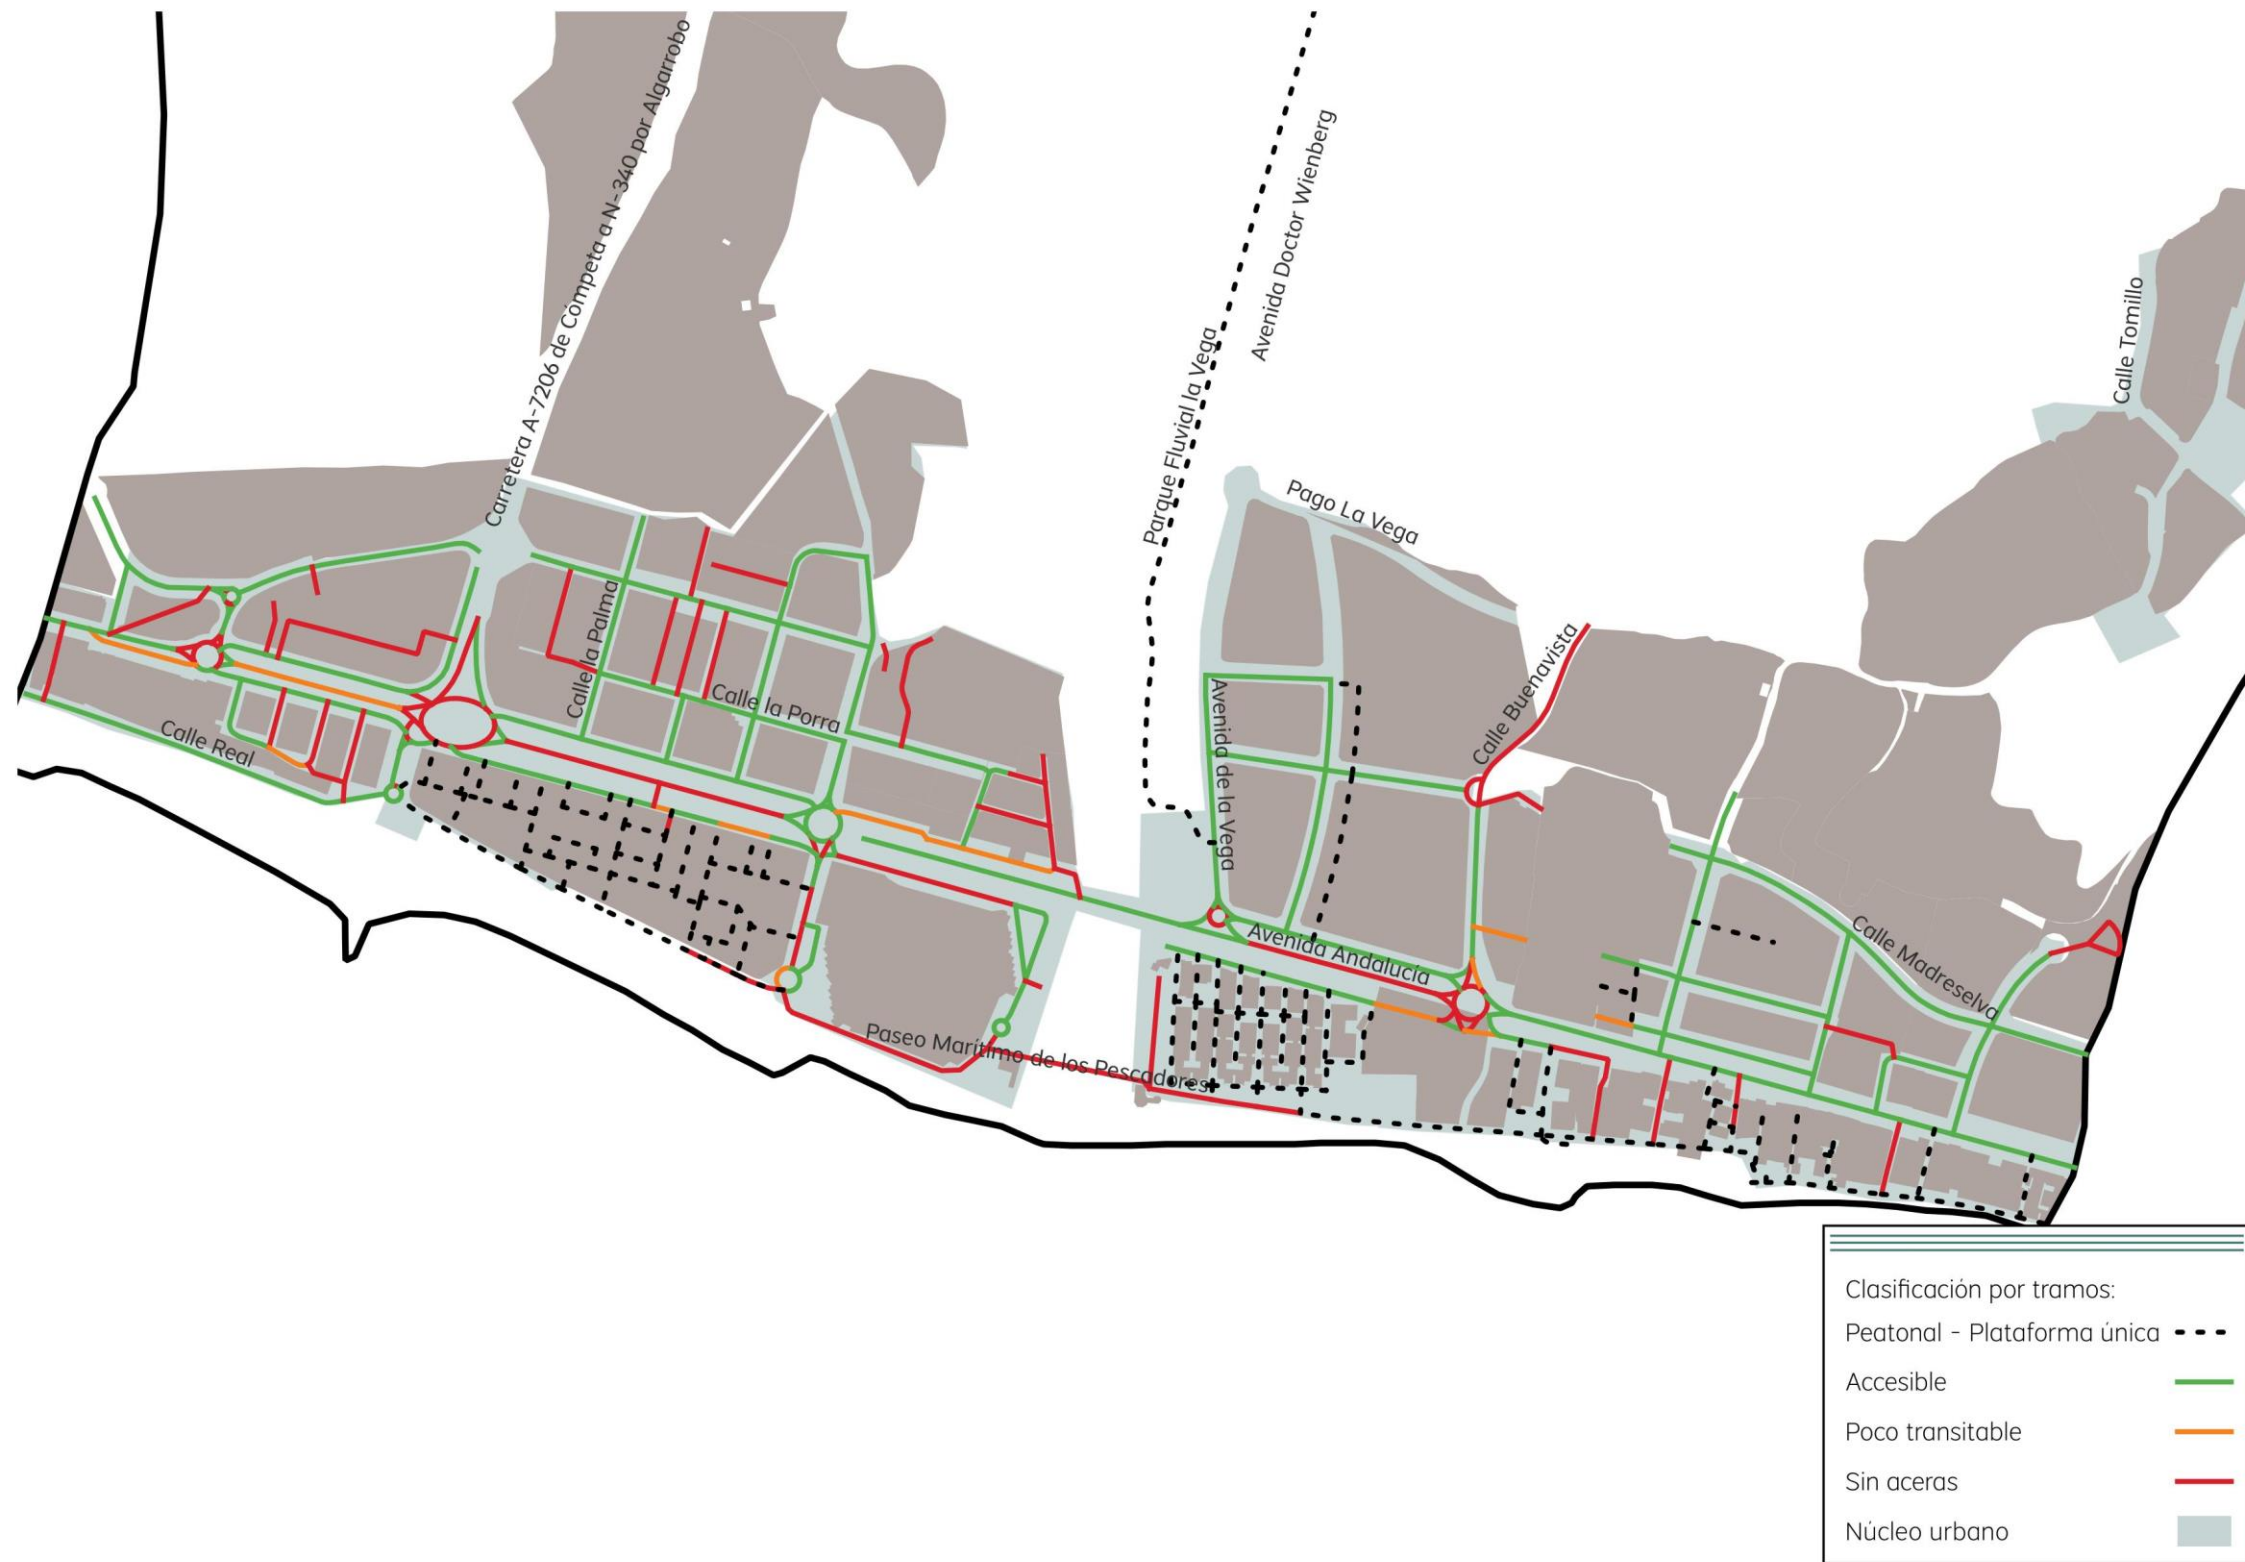 Carretera A-7206 de Cómpeta a N-340 por Algarrobo
Avenida Doctor Wienberg
Parque Fluvial la Vega
Calle Tomillo
Pago La Vega
Calle la Palma
Calle la Porra
Calle Real
Avenida de la Vega
Calle Buenavista
Avenida Andalucía
Calle Madreselva
Paseo Marítimo de los Pescadores
Clasificación por tramos:
Peatonal - Plataforma única
Accesible
Poco transitable
Sin aceras
Núcleo urbano